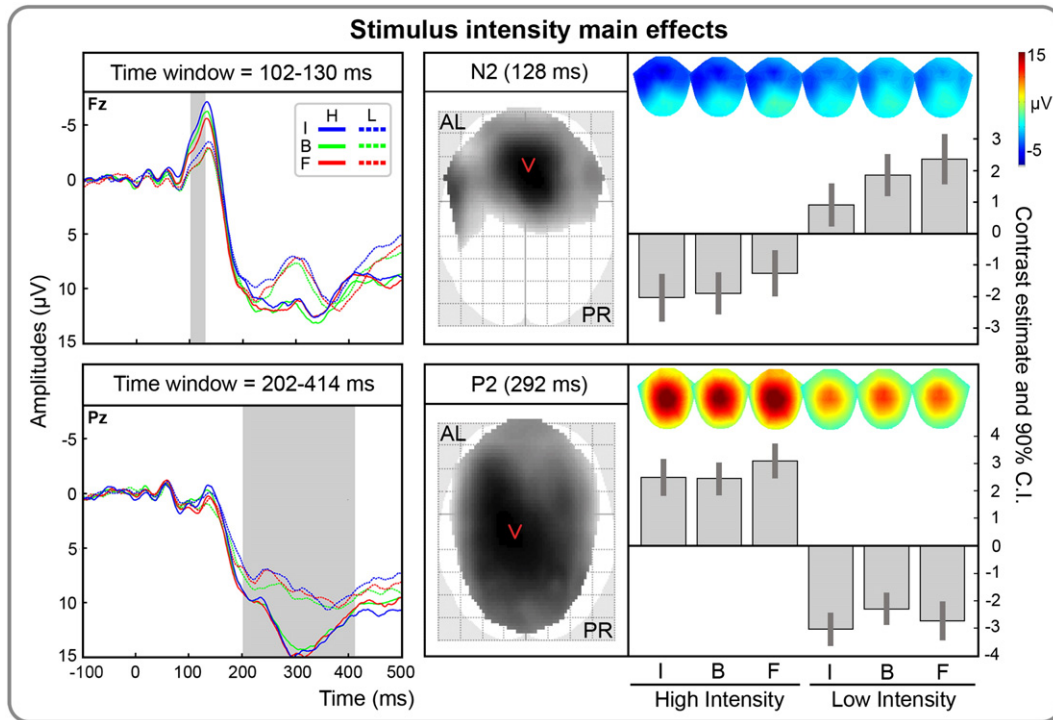 Stimulus intensity main effects
Time window = 102-130 ms
Fz
H L
I
B
F
-5
0
5
10
15
Amplitudes (µV)
N2 (128 ms)
AL
V
PR
15
µV
-5
3
2
1
0
-1
-2
-3
Contrast estimate and 90% C.I.
Time window = 202-414 ms
Pz
-5
0
5
10
15
-100 0 100 200 300 400 500
Time (ms)
P2 (292 ms)
AL
V
PR
4
3
2
1
0
-1
-2
-3
-4
I B F I B F
High Intensity Low Intensity